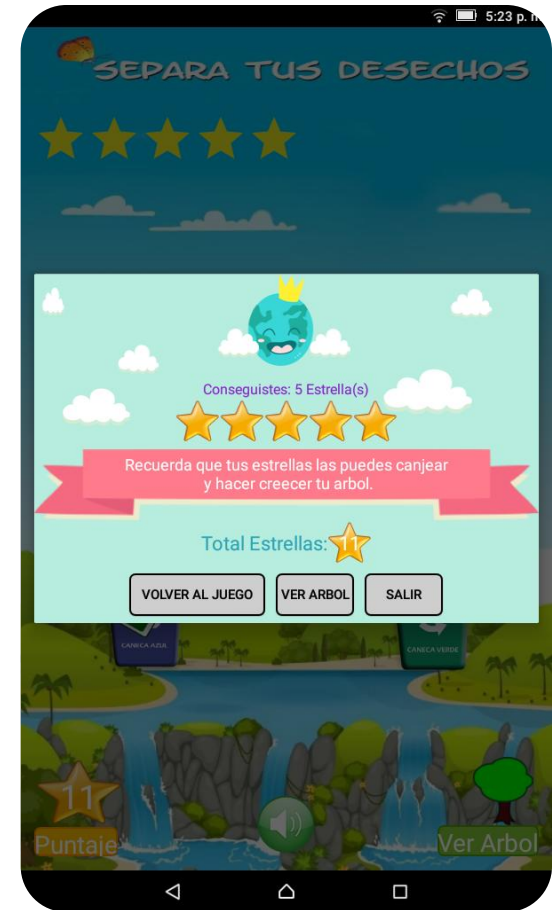 5:23 p. m
SEPARA TUS DESECHOS
Conseguistes: 5 Estrella(s)
Recuerda que tus estrellas las puedes canjear
y hacer creecer tu arbol.
Total Estrellas: 11
VOLVER AL JUEGO VER ARBOL SALIR
CANECA AZUL CANECA VERDE
11
Puntaje Ver Arbol